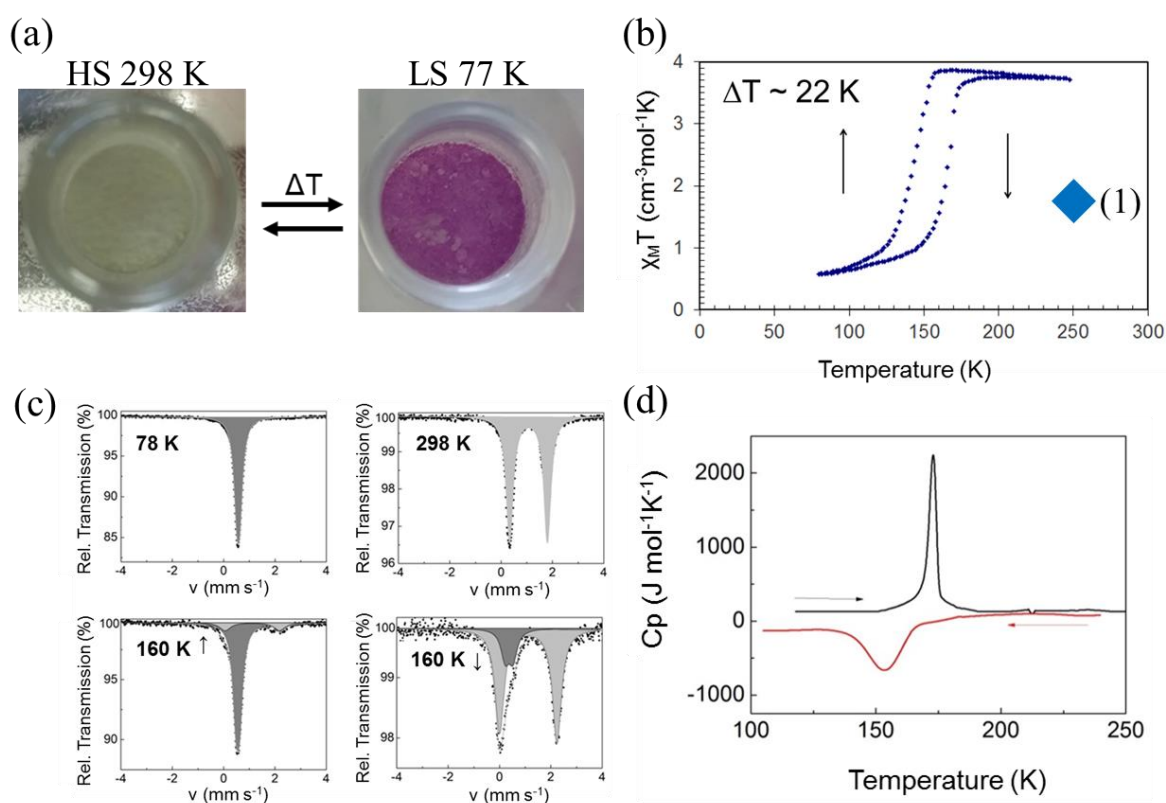 (a)
HS 298 K
LS 77 K
ΔT
(b)
ΔT ~ 22 K
(1)
χMT (cm-3mol-1K)
4
3
2
1
0
0 50 100 150 200 250 300
Temperature (K)
(c)
Rel. Transmission (%)
100
95
90
85
78 K
-4 -2 0 2 4
v (mm s-1)
Rel. Transmission (%)
100
99
98
97
96
298 K
-4 -2 0 2 4
v (mm s-1)
Rel. Transmission (%)
100
95
90
160 K ↑
-4 -2 0 2 4
v (mm s-1)
Rel. Transmission (%)
100
99
98
160 K ↓
-4 -2 0 2 4
v (mm s-1)
(d)
Cp (J mol-1K-1)
2000
1000
0
-1000
100 150 200 250
Temperature (K)